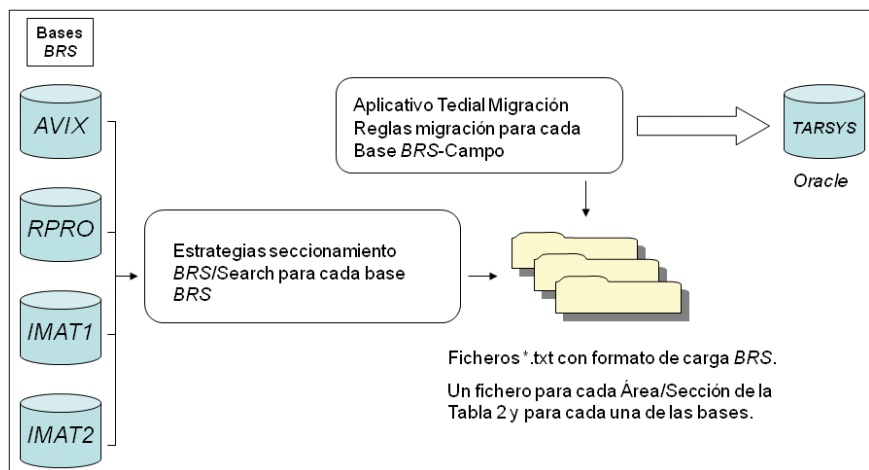 Bases
BRS
AVIX
RPRO
IMAT1
IMAT2
Estrategias seccionamiento
BRS/Search para cada base
BRS
Aplicativo Tedial Migración
Reglas migración para cada
Base BRS-Campo
TARSYS
Oracle
Ficheros *.txt con formato de carga BRS.
Un fichero para cada Área/Sección de la
Tabla 2 y para cada una de las bases.